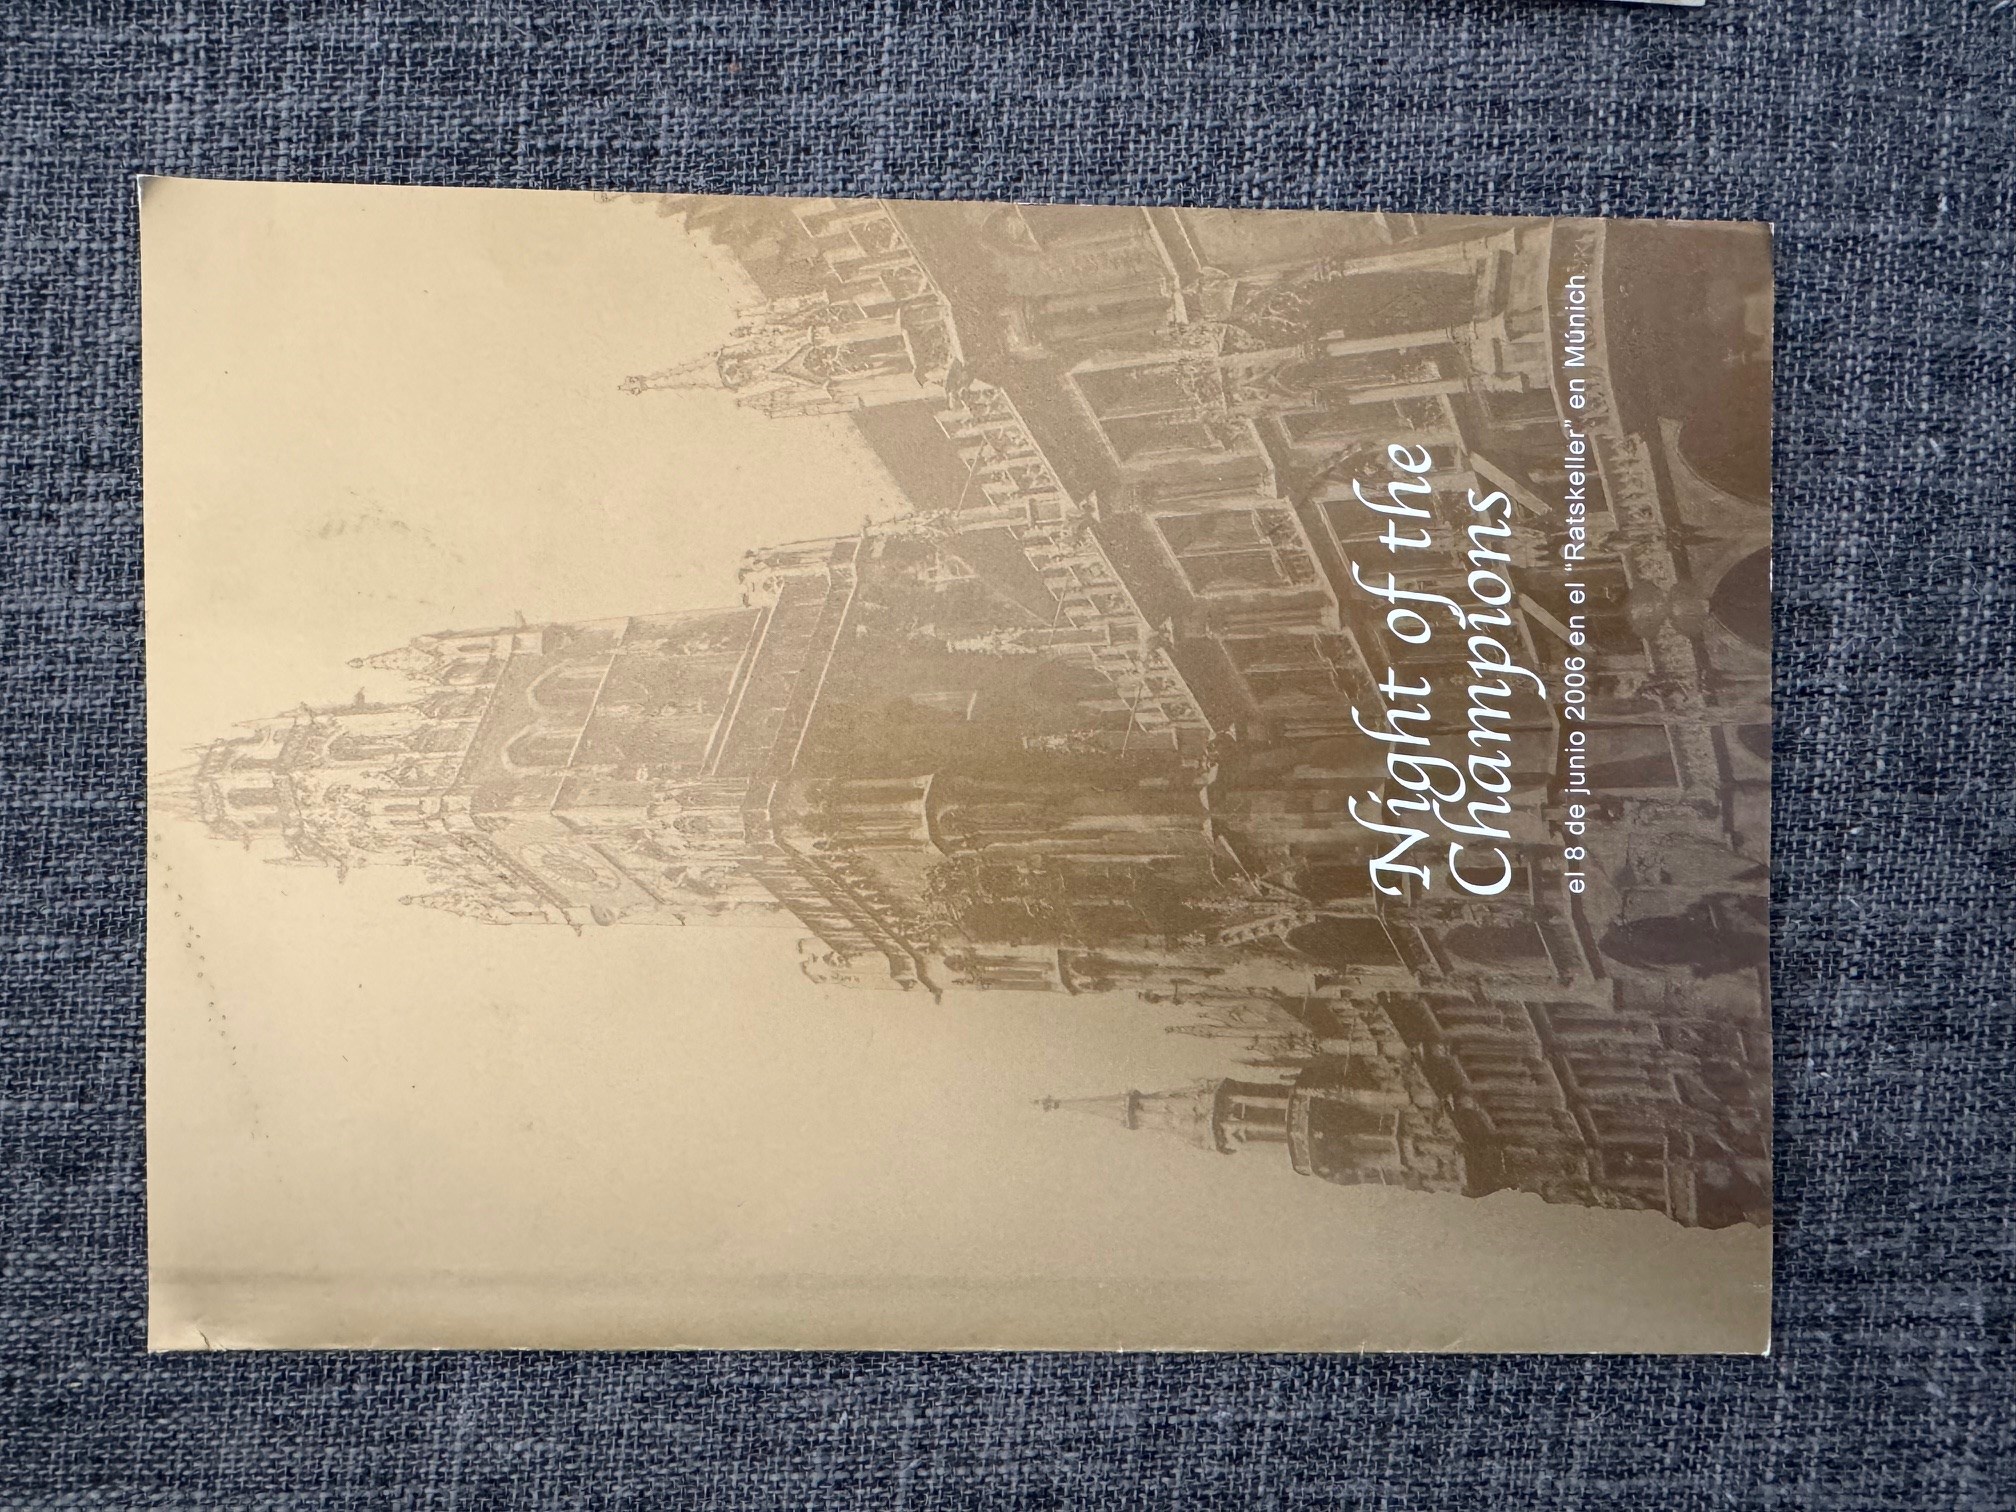 Night of the
Champions
el 8 de junio 2006 en el “Ratskeller” en Múnich